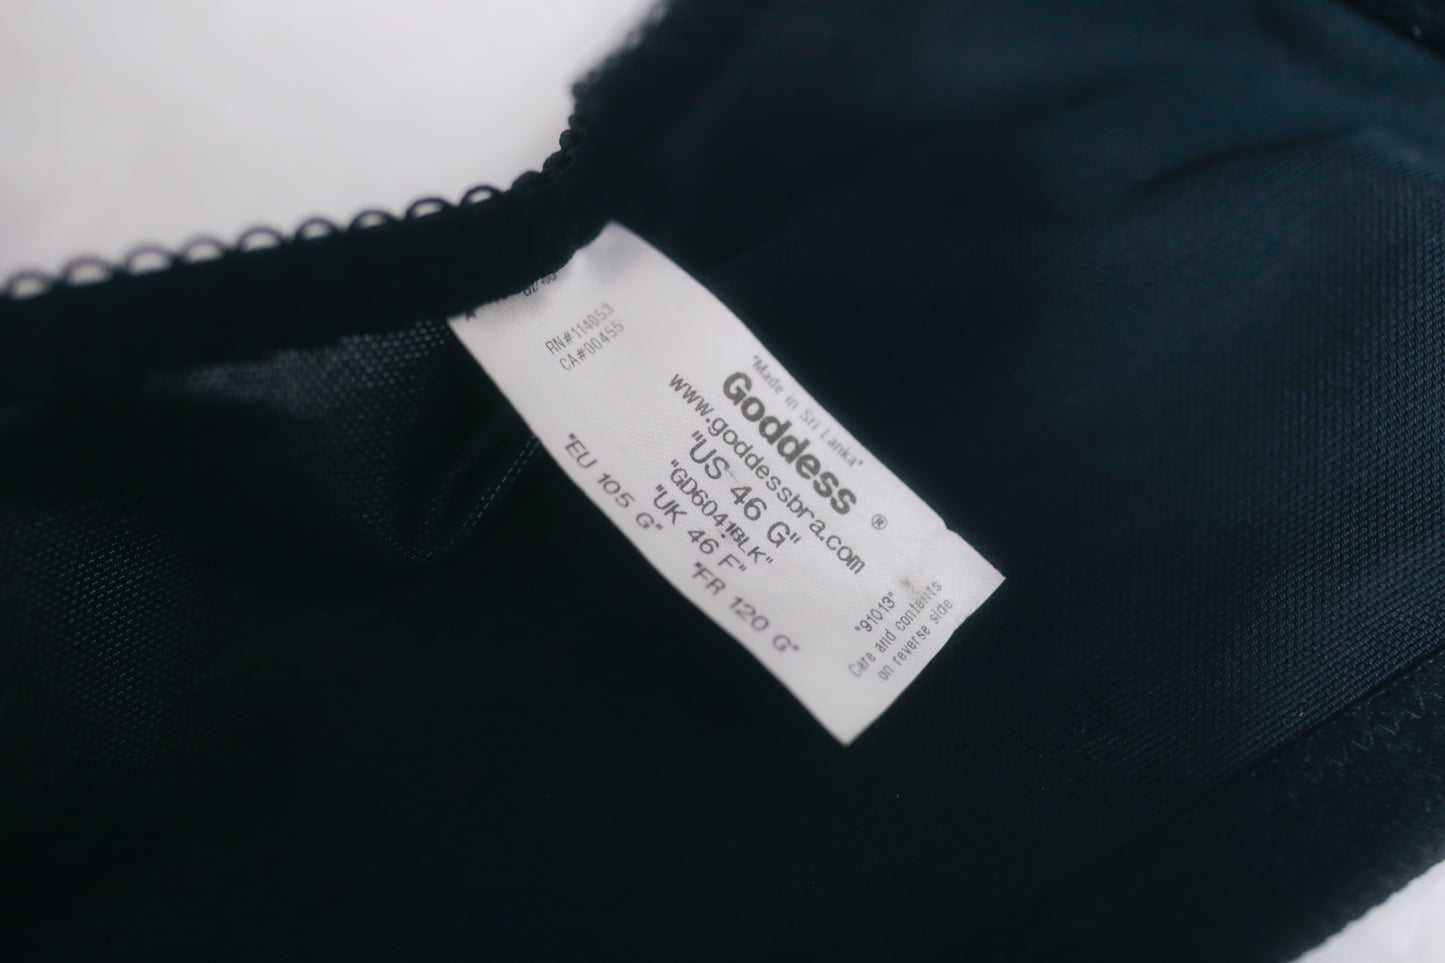 RN#114053
CA#00455
"Made in Sri Lanka"
Goddess ®
www.goddessbra.com
"US 46 G"
"GD6041BLK"
"UK 46 F"
"EU 105 G"
"FR 120 G"
"91013"
Care and contents
on reverse side